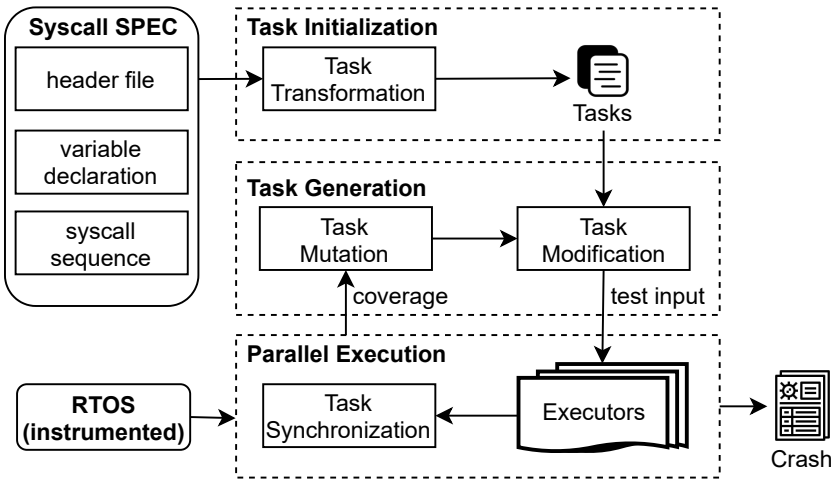 Syscall SPEC
header file
variable
declaration
syscall
sequence
Task Initialization
Task
Transformation
Tasks
Task Generation
Task
Mutation
Task
Modification
coverage
test input
Parallel Execution
RTOS
(instrumented)
Task
Synchronization
Executors
Crash